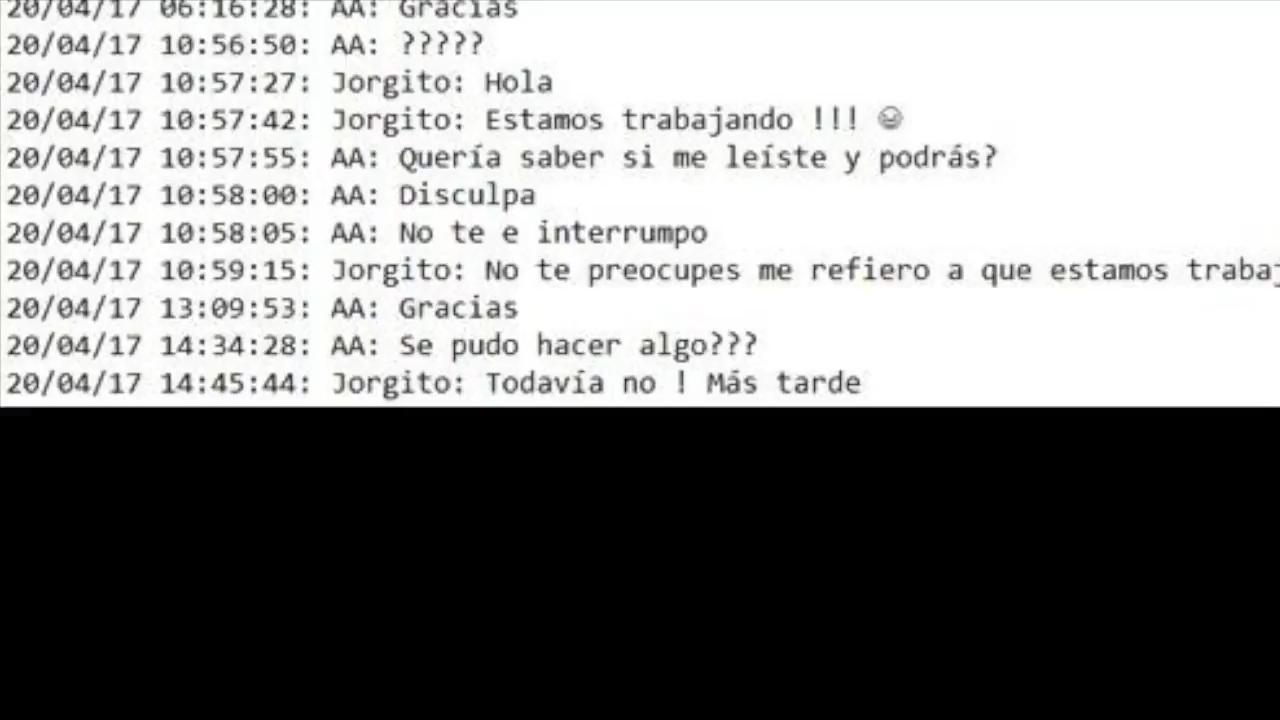 20/04/17 06:16:28: AA: Gracias
20/04/17 10:56:50: AA: ?????
20/04/17 10:57:27: Jorgito: Hola
20/04/17 10:57:42: Jorgito: Estamos trabajando !!! 
20/04/17 10:57:55: AA: Quería saber si me leíste y podrás?
20/04/17 10:58:00: AA: Disculpa
20/04/17 10:58:05: AA: No te e interrumpo
20/04/17 10:59:15: Jorgito: No te preocupes me refiero a que estamos trabaj
20/04/17 13:09:53: AA: Gracias
20/04/17 14:34:28: AA: Se pudo hacer algo???
20/04/17 14:45:44: Jorgito: Todavía no ! Más tarde